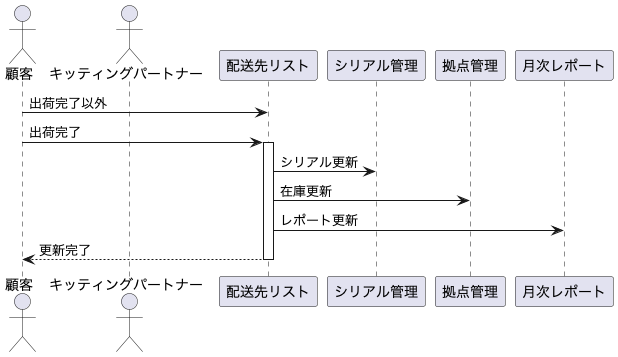 顧客
キッティングパートナー
配送先リスト
シリアル管理
拠点管理
月次レポート
出荷完了以外
出荷完了
シリアル更新
在庫更新
レポート更新
更新完了
顧客
キッティングパートナー
配送先リスト
シリアル管理
拠点管理
月次レポート